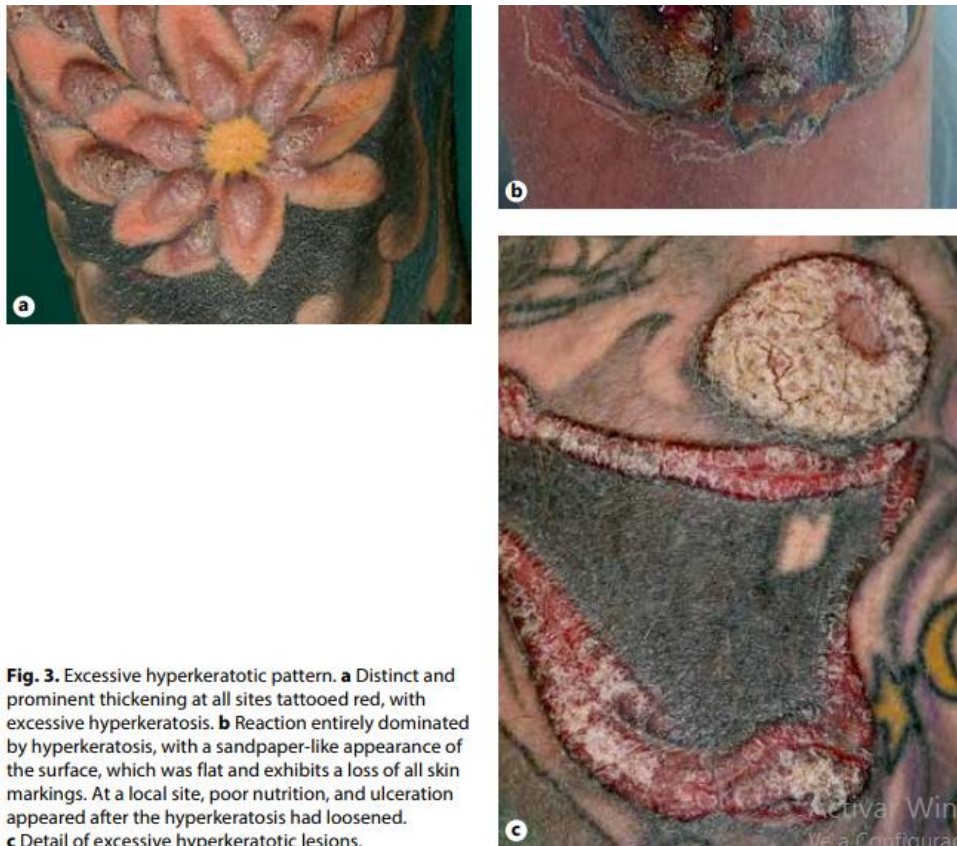 a
b
Fig. 3. Excessive hyperkeratotic pattern. a Distinct and
prominent thickening at all sites tattooed red, with
excessive hyperkeratosis. b Reaction entirely dominated
by hyperkeratosis, with a sandpaper-like appearance of
the surface, which was flat and exhibits a loss of all skin
markings. At a local site, poor nutrition, and ulceration
appeared after the hyperkeratosis had loosened.
c Detail of excessive hyperkeratotic lesions.
c
Activar Win
Ve a Configurac